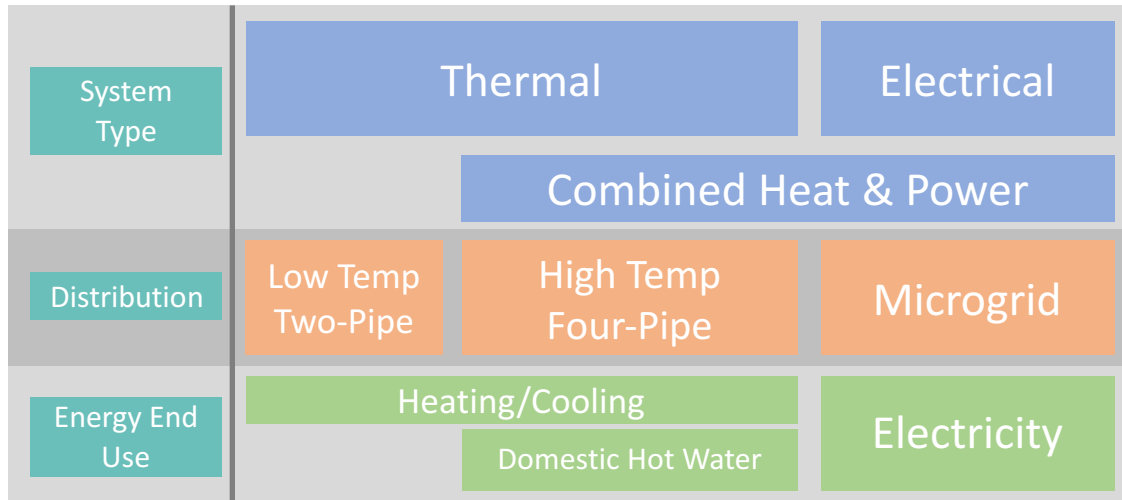 System
Type
Thermal
Electrical
Combined Heat & Power
Distribution
Low Temp
Two-Pipe
High Temp
Four-Pipe
Microgrid
Energy End
Use
Heating/Cooling
Domestic Hot Water
Electricity